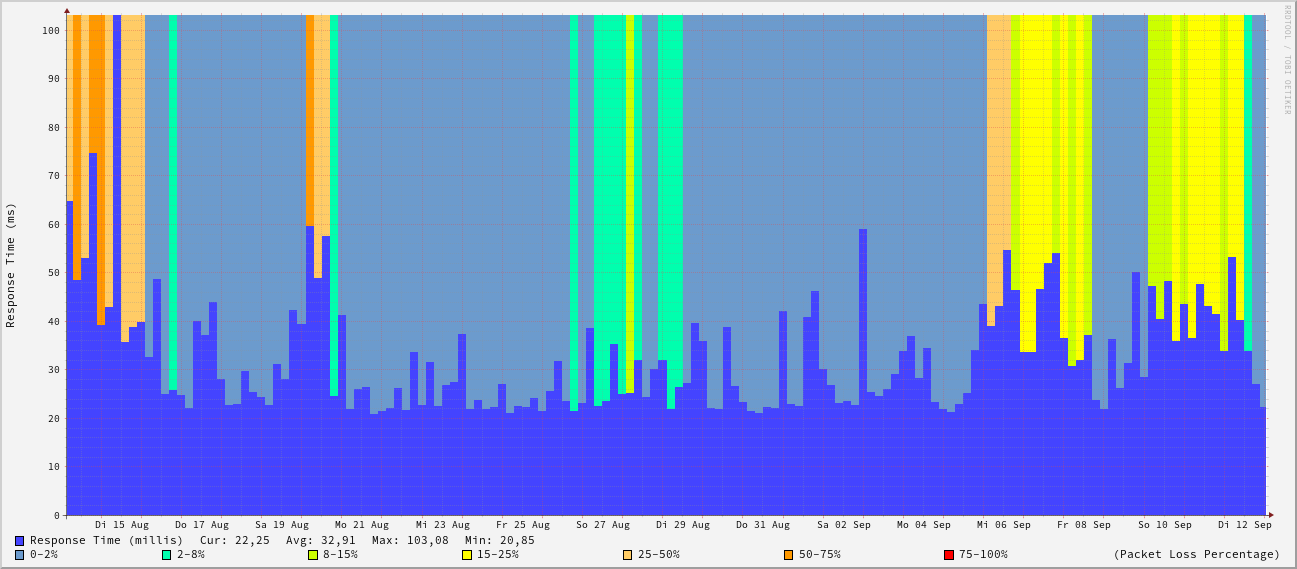 RRDTOOL / TOBI OETIKER
Response Time (ms)
100
90
80
70
60
50
40
30
20
10
0
Di 15 Aug Do 17 Aug Sa 19 Aug Mo 21 Aug Mi 23 Aug Fr 25 Aug So 27 Aug Di 29 Aug Do 31 Aug Sa 02 Sep Mo 04 Sep Mi 06 Sep Fr 08 Sep So 10 Sep Di 12 Sep
Response Time (millis) Cur: 22,25 Avg: 32,91 Max: 103,08 Min: 20,85
0-2% 2-8% 8-15% 15-25% 25-50% 50-75% 75-100% (Packet Loss Percentage)